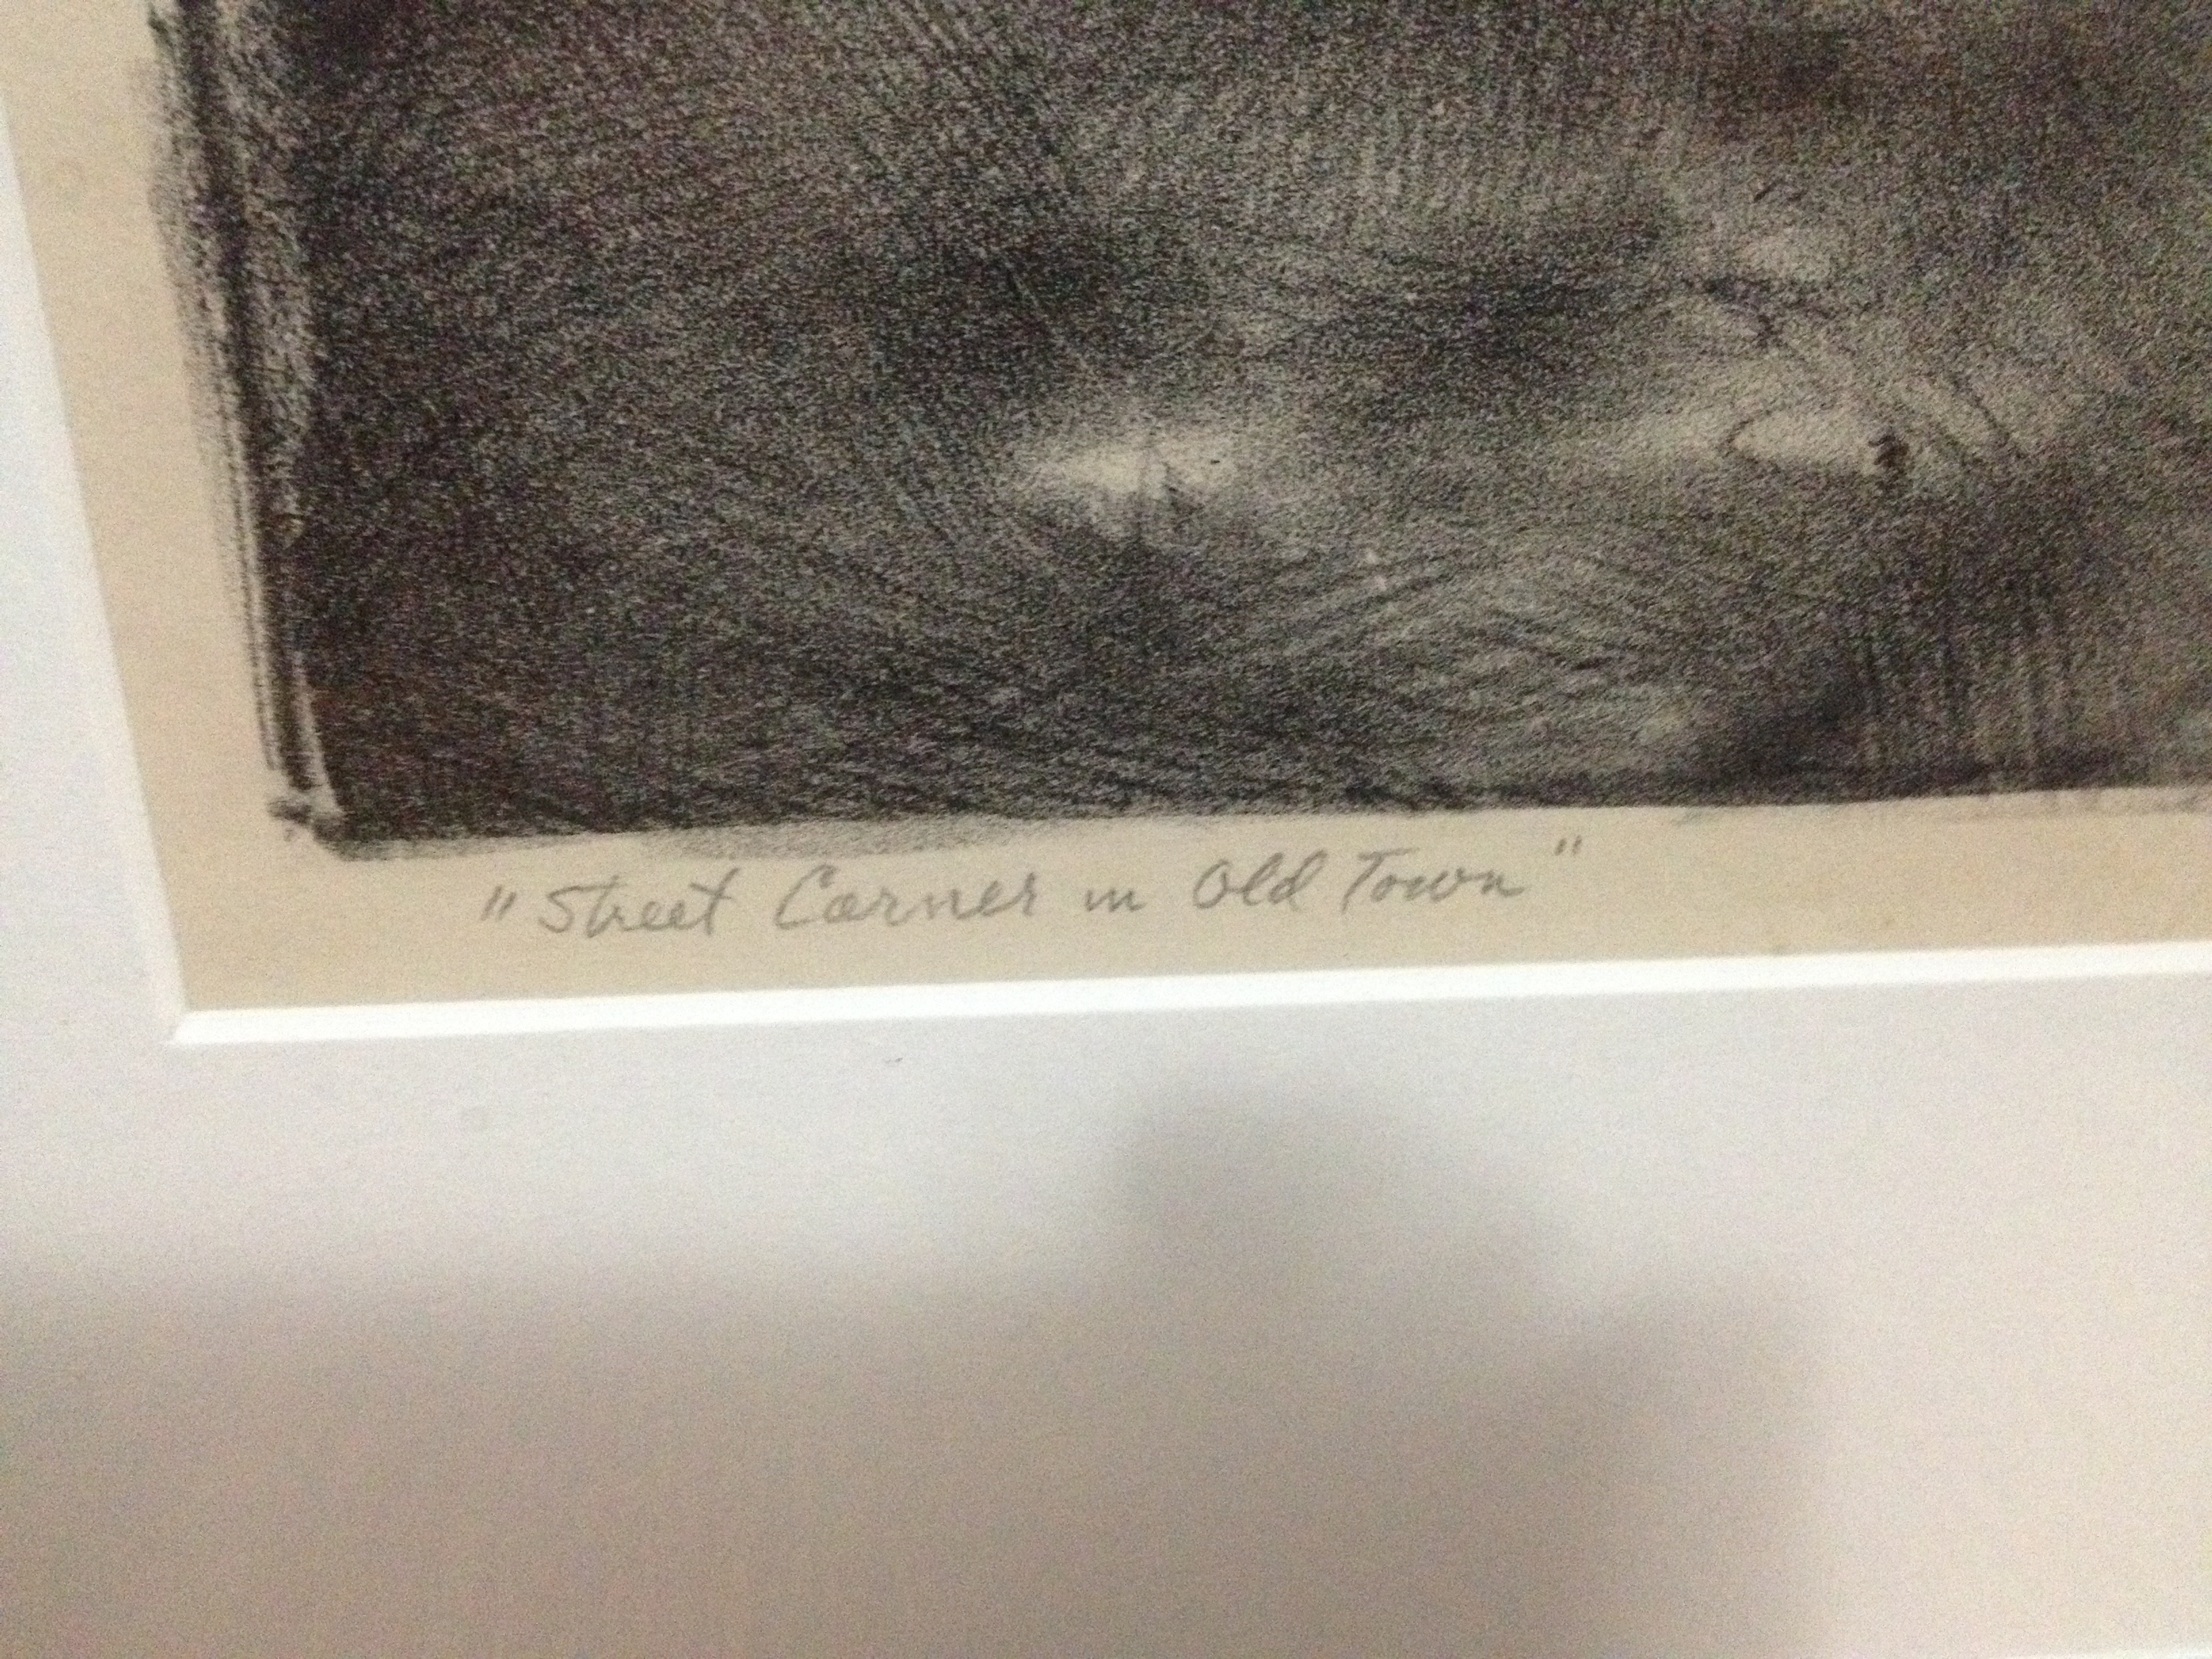 "Street Corner in Old Town"